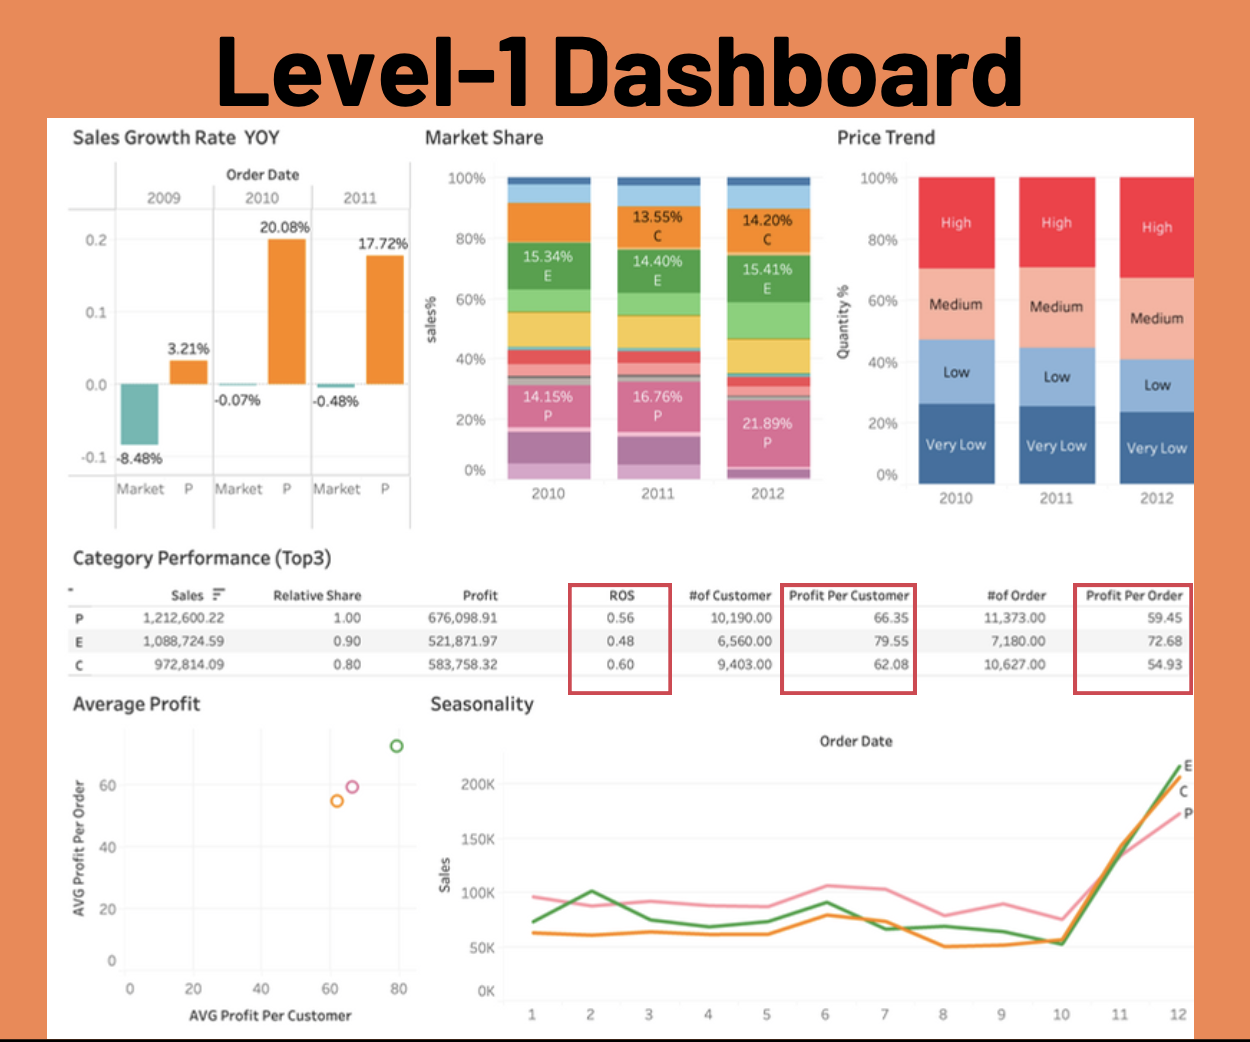 Level-1 Dashboard
Sales Growth Rate YOY
Order Date
2009 2010 2011
0.2
0.1
0.0
-0.1
-8.48%
3.21%
-0.07%
20.08%
-0.48%
17.72%
Market P Market P Market P
Market Share
sales%
100%
80%
60%
40%
20%
0%
15.34%
E
14.15%
P
13.55%
C
14.40%
E
16.76%
P
14.20%
C
15.41%
E
21.89%
P
2010 2011 2012
Price Trend
Quantity %
100%
80%
60%
40%
20%
0%
High
Medium
Low
Very Low
High
Medium
Low
Very Low
High
Medium
Low
Very Low
2010 2011 2012
Category Performance (Top3)
Sales Relative Share Profit ROS #of Customer Profit Per Customer #of Order Profit Per Order
P 1,212,600.22 1.00 676,098.91 0.56 10,190.00 66.35 11,373.00 59.45
E 1,088,724.59 0.90 521,871.97 0.48 6,560.00 79.55 7,180.00 72.68
C 972,814.09 0.80 583,758.32 0.60 9,403.00 62.08 10,627.00 54.93
Average Profit
AVG Profit Per Order
60
40
20
0
0 20 40 60 80
AVG Profit Per Customer
Seasonality
Order Date
Sales
200K
150K
100K
50K
0K
E
C
P
1 2 3 4 5 6 7 8 9 10 11 12